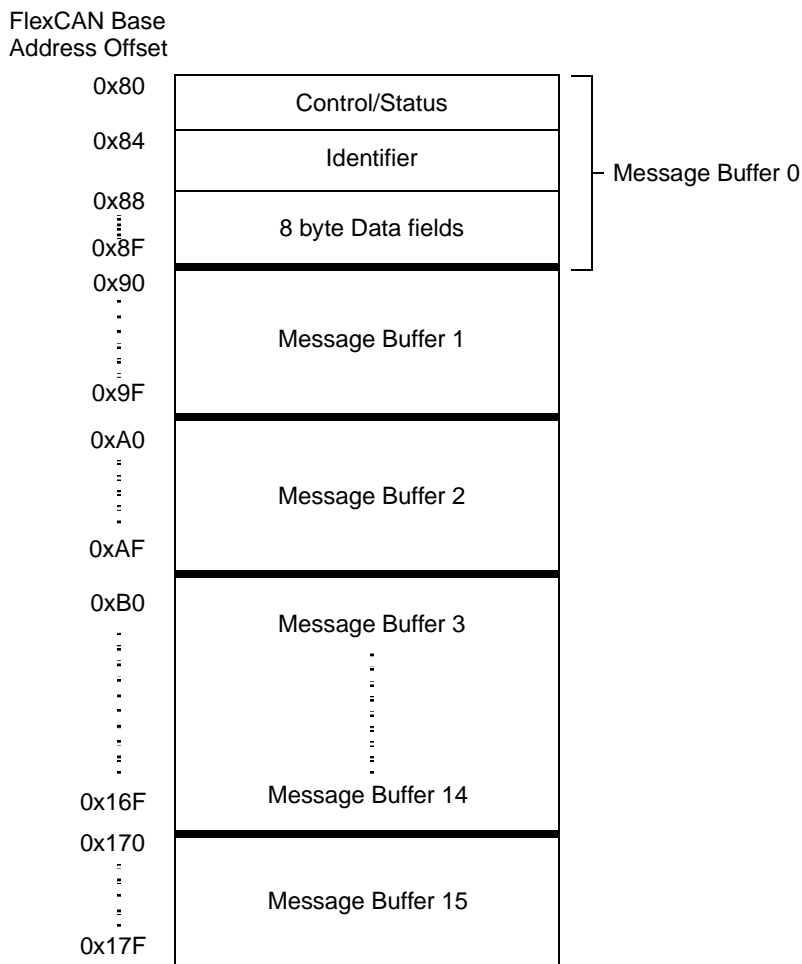 FlexCAN Base
Address Offset
0x80
Control/Status
0x84
Identifier
Message Buffer 0
0x88
8 byte Data fields
0x8F
0x90
Message Buffer 1
0x9F
0xA0
Message Buffer 2
0xAF
0xB0
Message Buffer 3
0x16F
Message Buffer 14
0x170
Message Buffer 15
0x17F